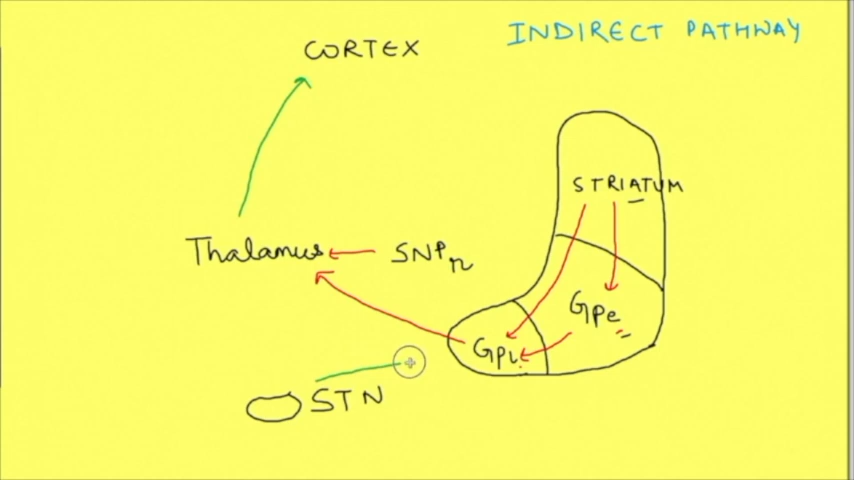 INDIRECT PATHWAY
CORTEX
STRIATUM
Thalamus
SNPr
GPe
GPi
STN